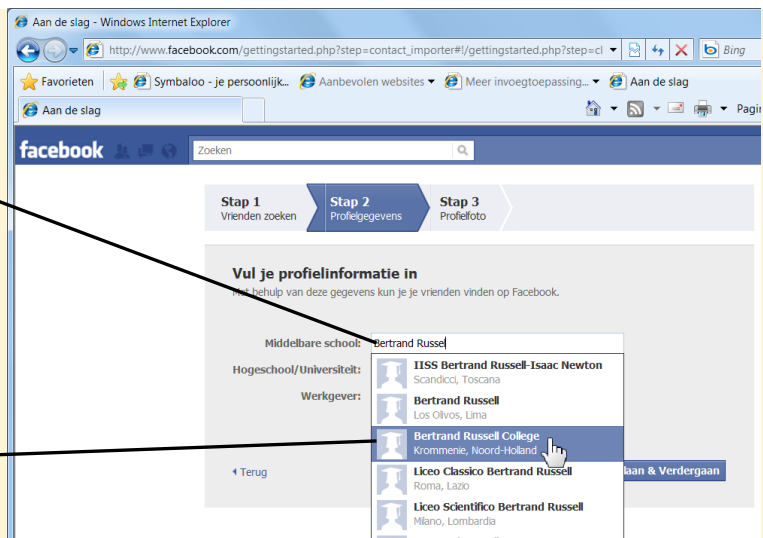 Aan de slag - Windows Internet Explorer
http://www.facebook.com/gettingstarted.php?step=contact_importer#!/gettingstarted.php?step=cl
Bing
Favorieten
Symbaloo - je persoonlijk...
Aanbevolen websites
Meer invoegtoepassing...
Aan de slag
Aan de slag
Pagin
facebook
Zoeken
Stap 1
Vrienden zoeken
Stap 2
Profielgegevens
Stap 3
Profielfoto
Vul je profielinformatie in
Met behulp van deze gegevens kun je je vrienden vinden op Facebook.
Middelbare school:
Bertrand Russel
Hogeschool/Universiteit:
Werkgever:
IISS Bertrand Russell-Isaac Newton
Scandicci, Toscana
Bertrand Russell
Los Olivos, Lima
Bertrand Russell College
Krommenie, Noord-Holland
Liceo Classico Bertrand Russell
Roma, Lazio
Liceo Scientifico Bertrand Russell
Milano, Lombardia
Terug
laan & Verdergaan